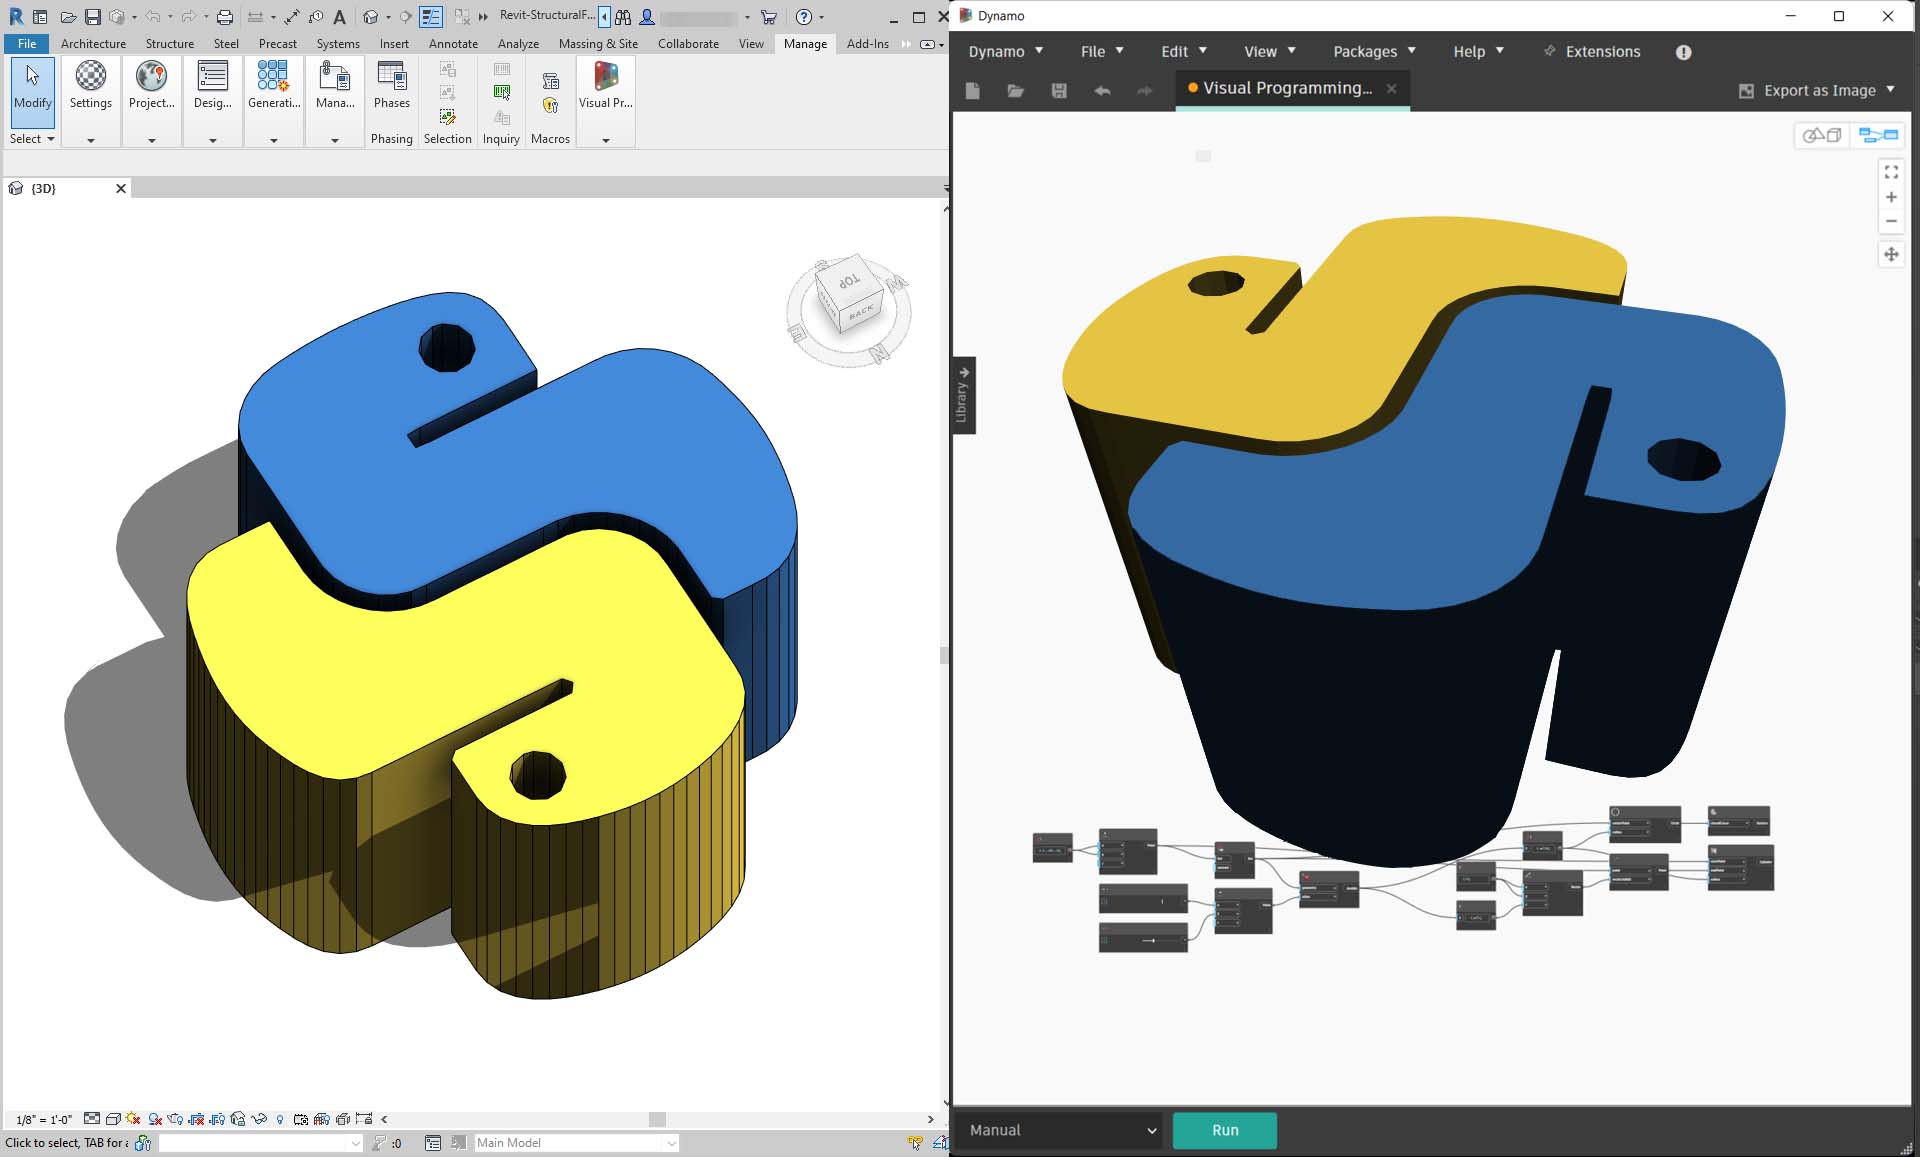 Revit-StructuralF...
File Architecture Structure Steel Precast Systems Insert Annotate Analyze Massing & Site Collaborate View Manage Add-Ins
Modify Settings Project... Desig... Generati... Mana... Phases Visual Pr...
Select Phasing Selection Inquiry Macros
{3D}
TOP
BACK
E
N
W
S
1/8" = 1'-0"
Click to select, TAB for a
:0
Main Model
Dynamo
Dynamo File Edit View Packages Help Extensions
Visual Programming...
Export as Image
Library
Manual
Run